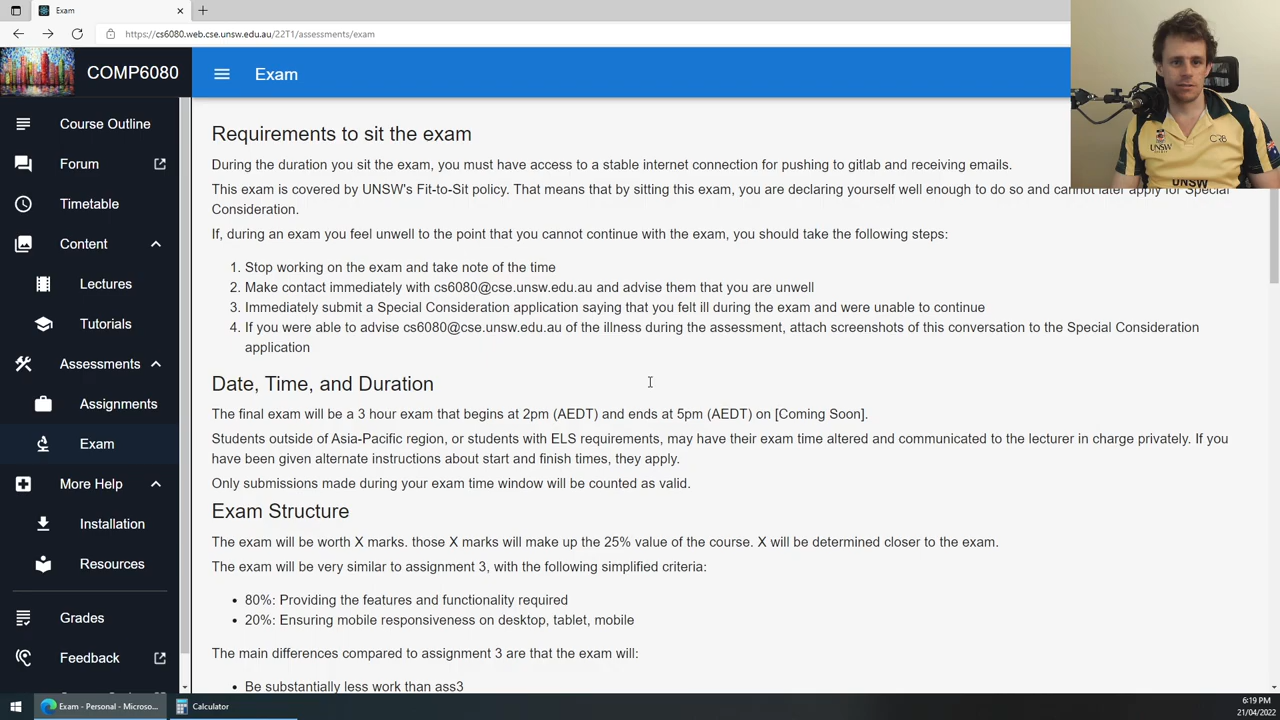 Exam
https://cs6080.web.cse.unsw.edu.au/22T1/assessments/exam
COMP6080
Exam
Course Outline
Forum
Timetable
Content
Lectures
Tutorials
Assessments
Assignments
Exam
More Help
Installation
Resources
Grades
Feedback
Requirements to sit the exam
During the duration you sit the exam, you must have access to a stable internet connection for pushing to gitlab and receiving emails.
This exam is covered by UNSW's Fit-to-Sit policy. That means that by sitting this exam, you are declaring yourself well enough to do so and cannot later apply for Special
Consideration.
If, during an exam you feel unwell to the point that you cannot continue with the exam, you should take the following steps:
1. Stop working on the exam and take note of the time
2. Make contact immediately with cs6080@cse.unsw.edu.au and advise them that you are unwell
3. Immediately submit a Special Consideration application saying that you felt ill during the exam and were unable to continue
4. If you were able to advise cs6080@cse.unsw.edu.au of the illness during the assessment, attach screenshots of this conversation to the Special Consideration
application
Date, Time, and Duration
The final exam will be a 3 hour exam that begins at 2pm (AEDT) and ends at 5pm (AEDT) on [Coming Soon].
Students outside of Asia-Pacific region, or students with ELS requirements, may have their exam time altered and communicated to the lecturer in charge privately. If you
have been given alternate instructions about start and finish times, they apply.
Only submissions made during your exam time window will be counted as valid.
Exam Structure
The exam will be worth X marks. those X marks will make up the 25% value of the course. X will be determined closer to the exam.
The exam will be very similar to assignment 3, with the following simplified criteria:
• 80%: Providing the features and functionality required
• 20%: Ensuring mobile responsiveness on desktop, tablet, mobile
The main differences compared to assignment 3 are that the exam will:
• Be substantially less work than ass3
UNSW
CRB
UNSW
Exam - Personal - Microso...
Calculator
6:19 PM
21/04/2022